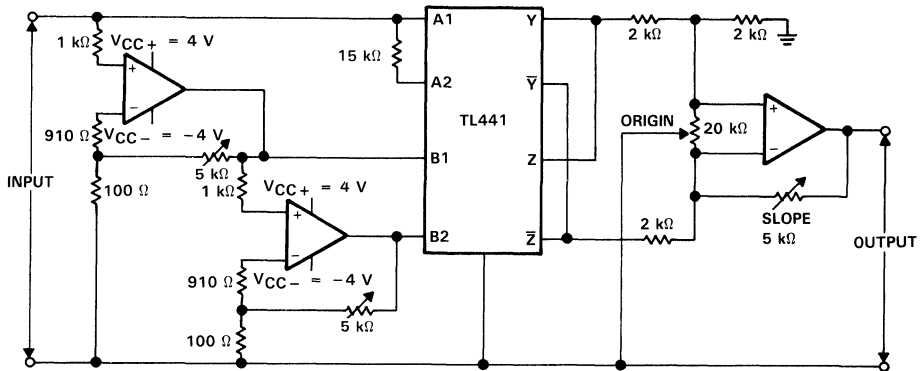 A1
Y
1 kΩ
VCC+ = 4 V
15 kΩ
2 kΩ
2 kΩ
+
−
A2
Y̅
TL441
910 Ω
VCC− = −4 V
ORIGIN
20 kΩ
+
−
INPUT
100 Ω
5 kΩ
1 kΩ
B1
Z
VCC+ = 4 V
+
−
B2
Z̅
2 kΩ
SLOPE
5 kΩ
OUTPUT
910 Ω
VCC− = −4 V
5 kΩ
100 Ω